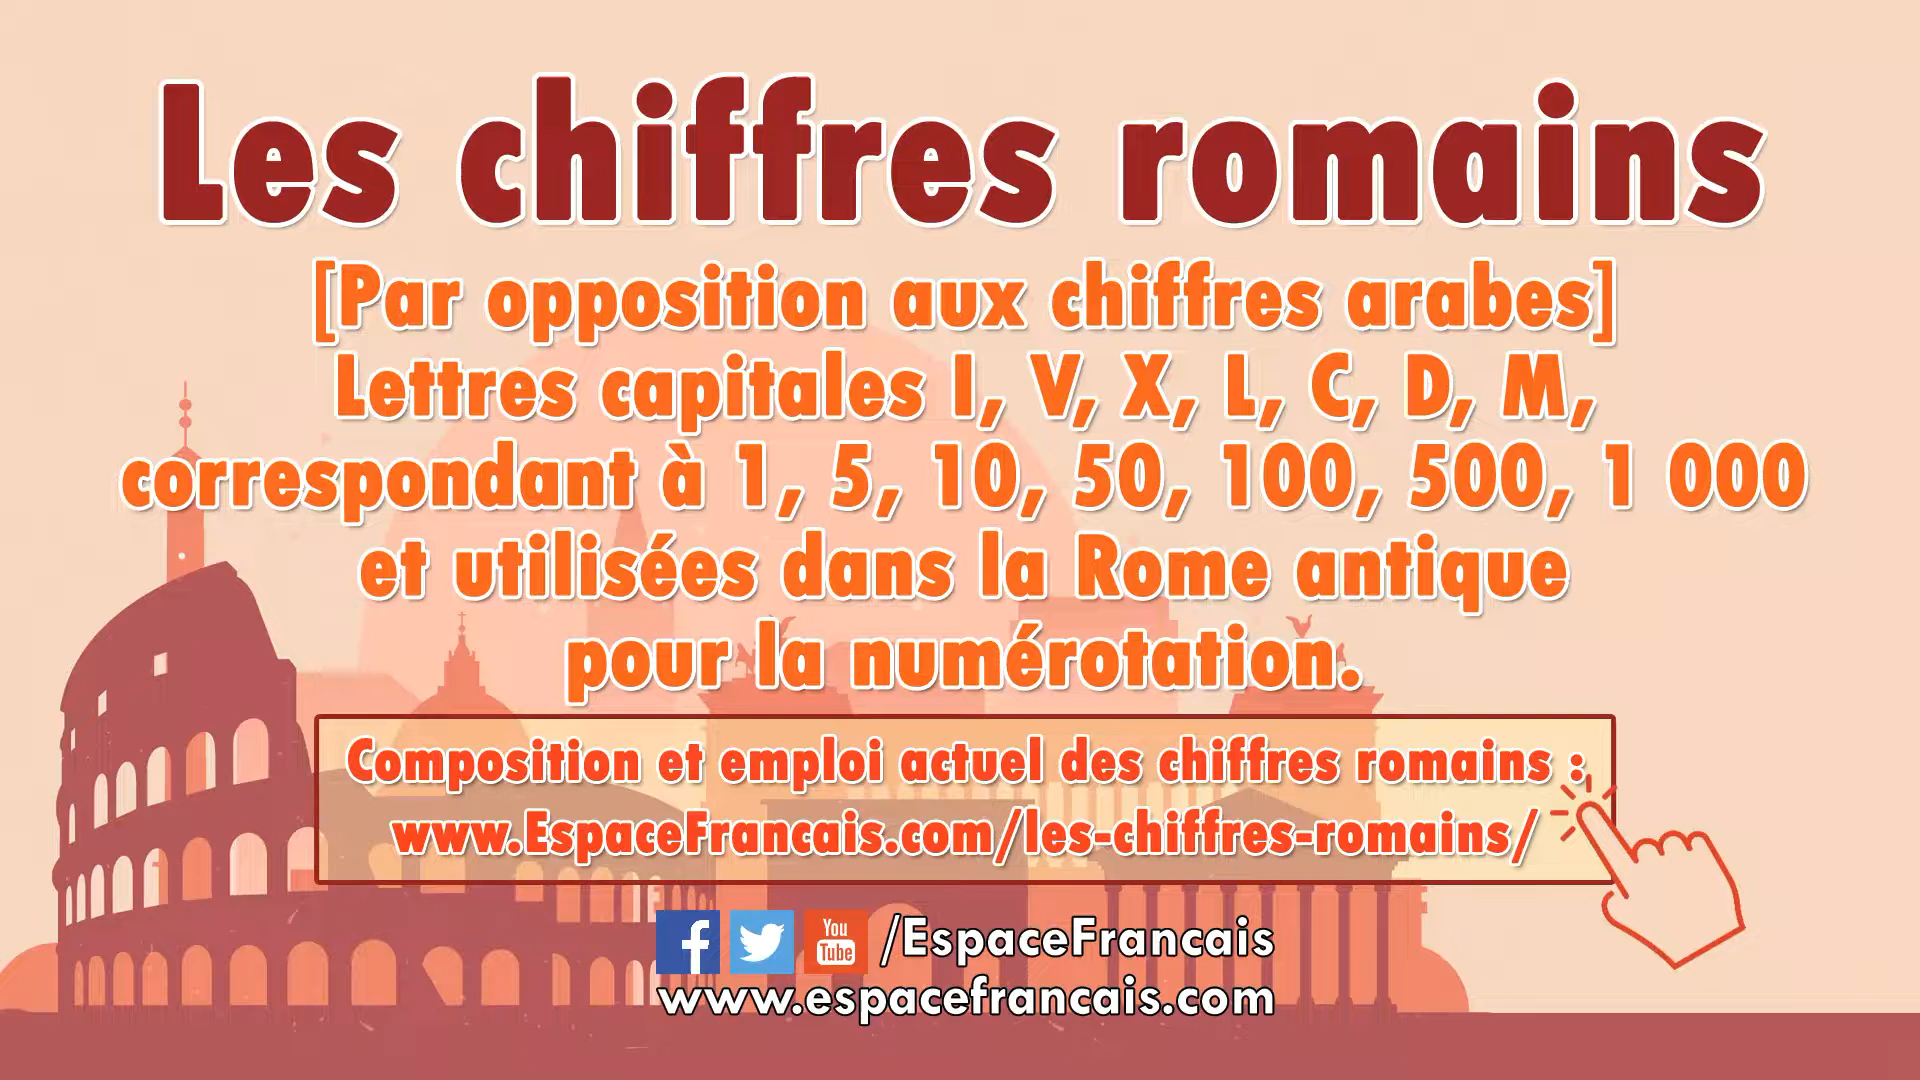 Les chiffres romains
[Par opposition aux chiffres arabes]
Lettres capitales I, V, X, L, C, D, M,
correspondant à 1, 5, 10, 50, 100, 500, 1 000
et utilisées dans la Rome antique
pour la numérotation.
Composition et emploi actuel des chiffres romains :
www.EspaceFrancais.com/les-chiffres-romains/
You Tube /EspaceFrancais
www.espacefrancais.com